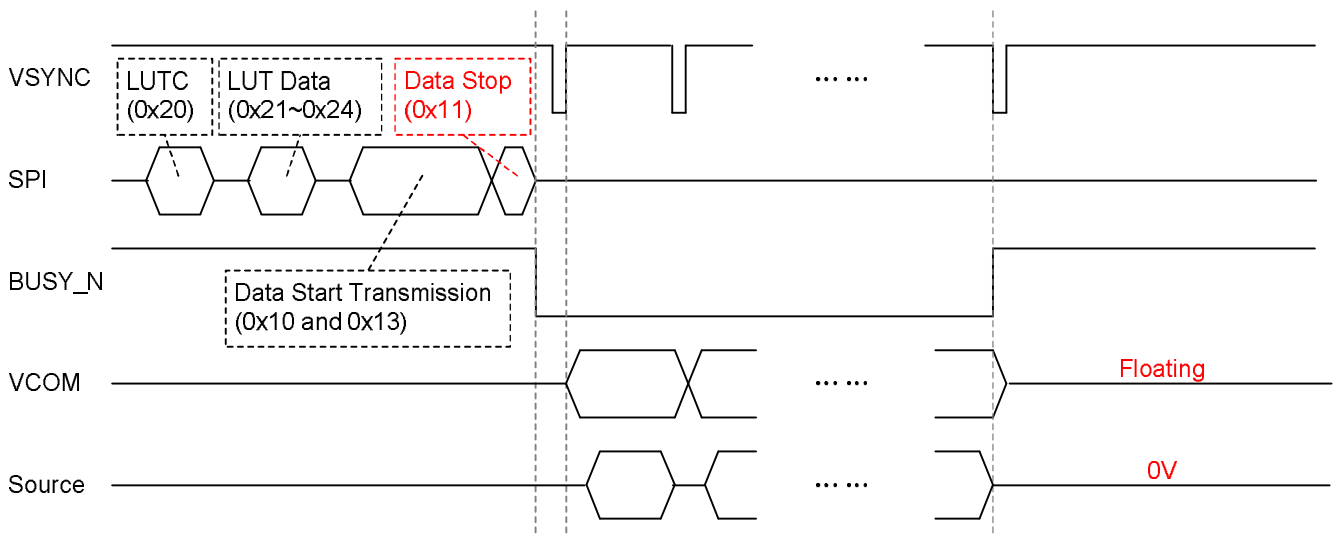 VSYNC
LUTC
(0x20)
LUT Data
(0x21~0x24)
Data Stop
(0x11)
... ...
SPI
BUSY_N
Data Start Transmission
(0x10 and 0x13)
VCOM
... ...
Floating
Source
... ...
0V